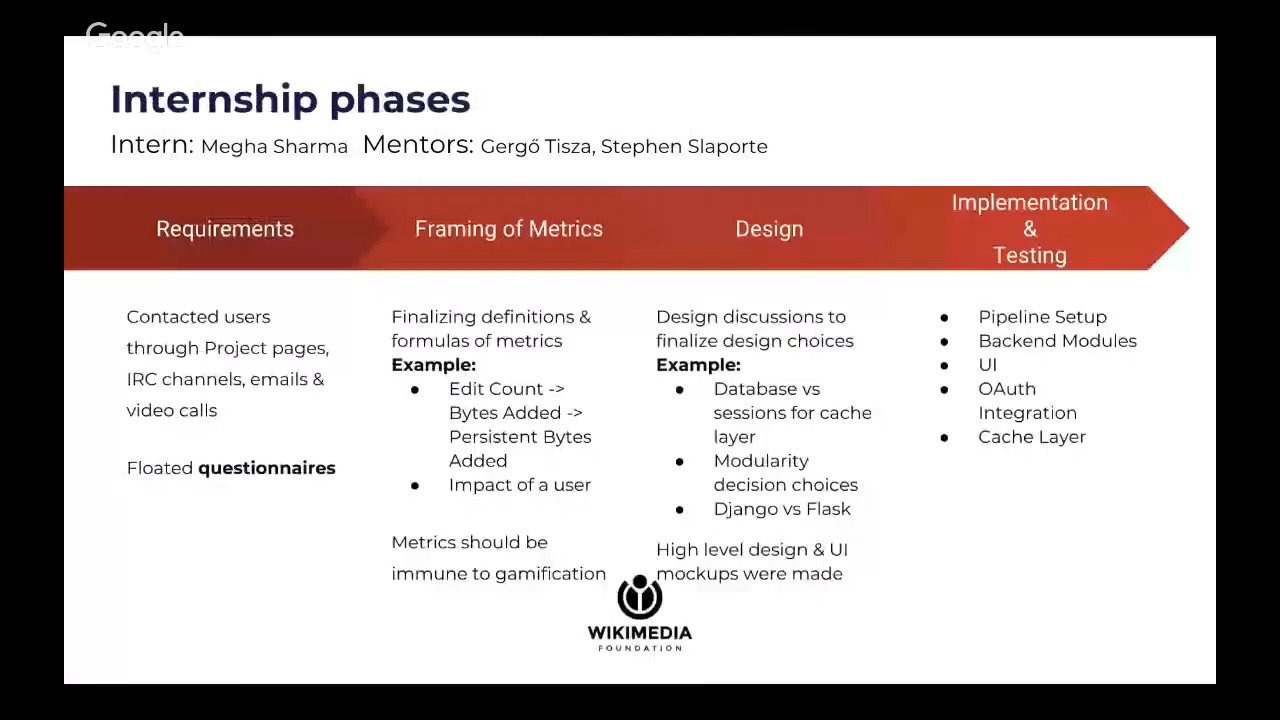 Google
Internship phases
Intern: Megha Sharma Mentors: Gergő Tisza, Stephen Slaporte
Requirements
Framing of Metrics
Design
Implementation
&
Testing
Contacted users
through Project pages,
IRC channels, emails &
video calls
Floated questionnaires
Finalizing definitions &
formulas of metrics
Example:
● Edit Count ->
Bytes Added ->
Persistent Bytes
Added
● Impact of a user
Metrics should be
immune to gamification
Design discussions to
finalize design choices
Example:
● Database vs
sessions for cache
layer
● Modularity
decision choices
● Django vs Flask
High level design & UI
mockups were made
● Pipeline Setup
● Backend Modules
● UI
● OAuth
Integration
● Cache Layer
WIKIMEDIA
FOUNDATION